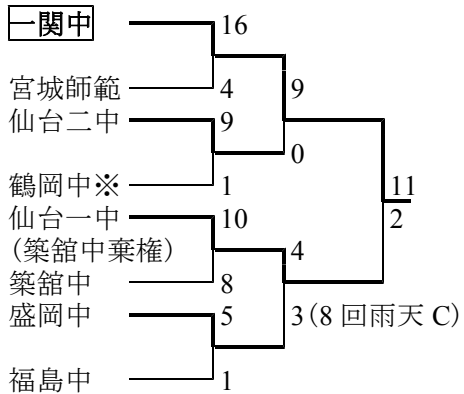 一関中
16
宮城師範
4
9
仙台二中
9
0
鶴岡中※
1
11
仙台一中
10
2
(築舘中棄権)
4
築舘中
8
盛岡中
5
3(8回雨天C)
福島中
1